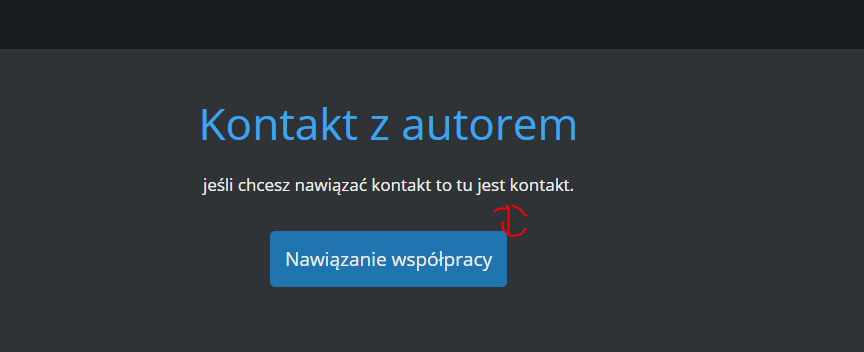 Kontakt z autorem
jeśli chcesz nawiązać kontakt to tu jest kontakt.
Nawiązanie współpracy